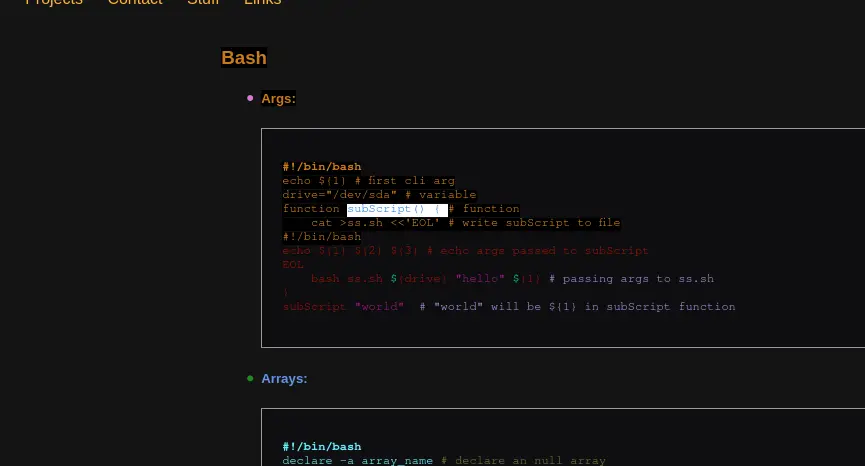 Projects Contact Stuff Links
Bash
Args:
#!/bin/bash
echo ${1} # first cli arg
drive="/dev/sda" # variable
function subScript() { # function
cat >ss.sh <<'EOL' # write subScript to file
#!/bin/bash
echo ${1} ${2} ${3} # echo args passed to subScript
EOL
bash ss.sh ${drive} "hello" ${1} # passing args to ss.sh
}
subScript "world" # "world" will be ${1} in subScript function
Arrays:
#!/bin/bash
declare -a array_name # declare an null array